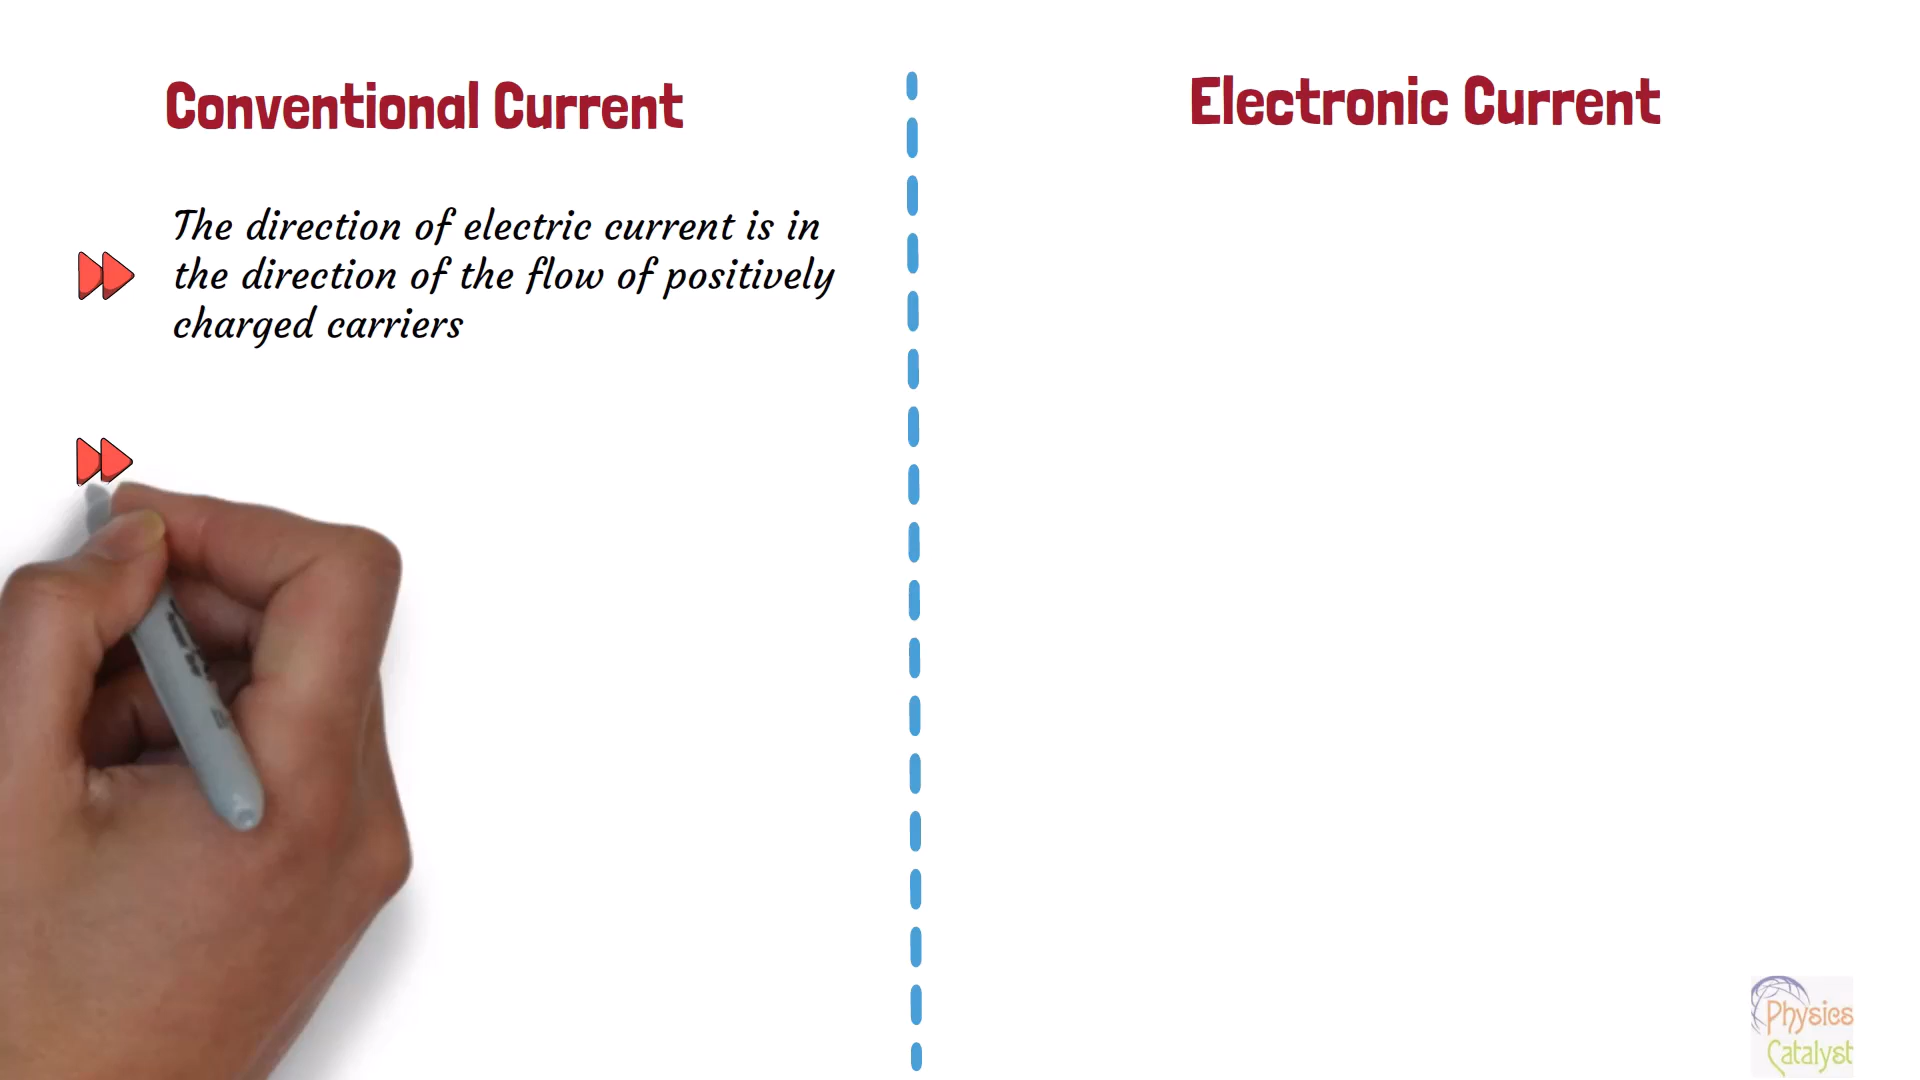 Conventional Current
The direction of electric current is in
the direction of the flow of positively
charged carriers
Electronic Current
Physics
Catalyst